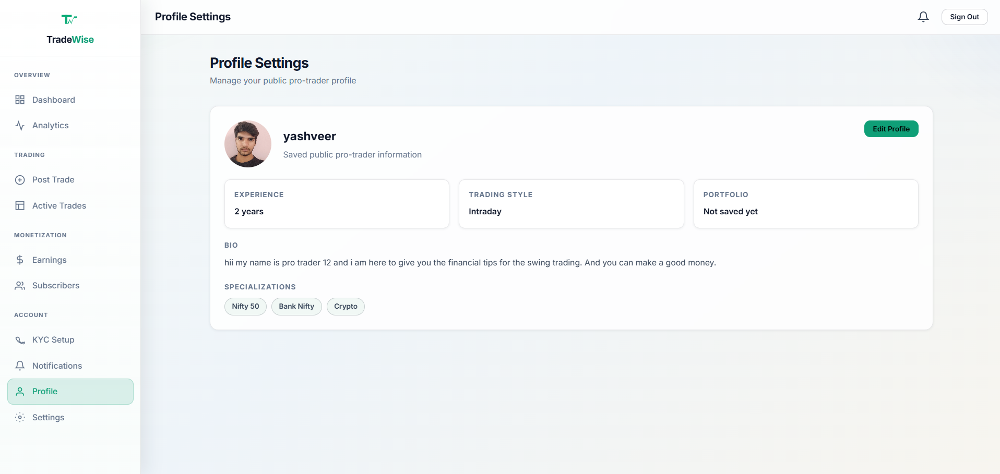 TradeWise
OVERVIEW
Dashboard
Analytics
TRADING
Post Trade
Active Trades
MONETIZATION
Earnings
Subscribers
ACCOUNT
KYC Setup
Notifications
Profile
Settings
Profile Settings
Sign Out
Profile Settings
Manage your public pro-trader profile
yashveer
Saved public pro-trader information
Edit Profile
EXPERIENCE
2 years
TRADING STYLE
Intraday
PORTFOLIO
Not saved yet
BIO
hii my name is pro trader 12 and i am here to give you the financial tips for the swing trading. And you can make a good money.
SPECIALIZATIONS
Nifty 50
Bank Nifty
Crypto